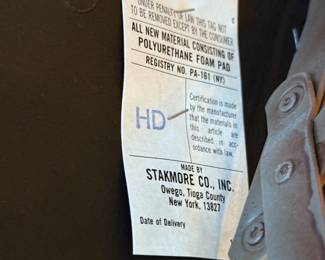 UNDER PENALTY OF LAW THIS TAG NOT
TO BE REMOVED EXCEPT BY THE CONSUMER
ALL NEW MATERIAL CONSISTING OF
POLYURETHANE FOAM PAD
REGISTRY NO. PA-161 (NY)
HD
Certification is made
by the manufacturer
that the materials in
this article are
described in acc-
ordance with law.
MADE BY
STAKMORE CO., INC.
Owego, Tioga County
New York, 13827
Date of Delivery